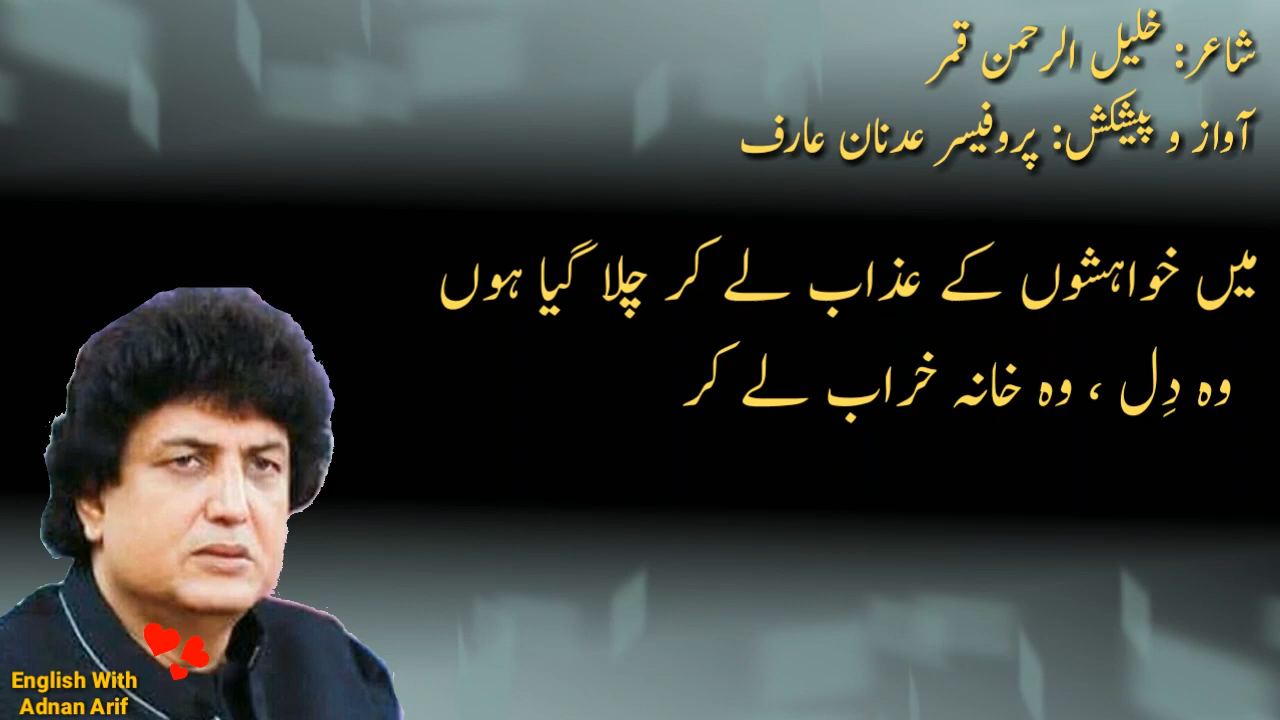 شاعر: خلیل الرحمن قمر
آواز و پیشکش: پروفیسر عدنان عارف
میں خواہشوں کے عذاب لے کر چلا گیا ہوں
وہ دِل ، وہ خانہ خراب لے کر
English With
Adnan Arif